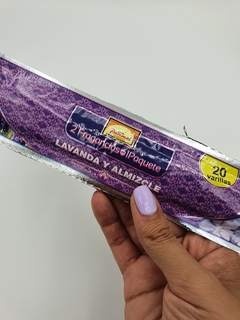 2 Fragancias 1 Paquete
LAVANDA Y ALMIZCLE
20
varillas